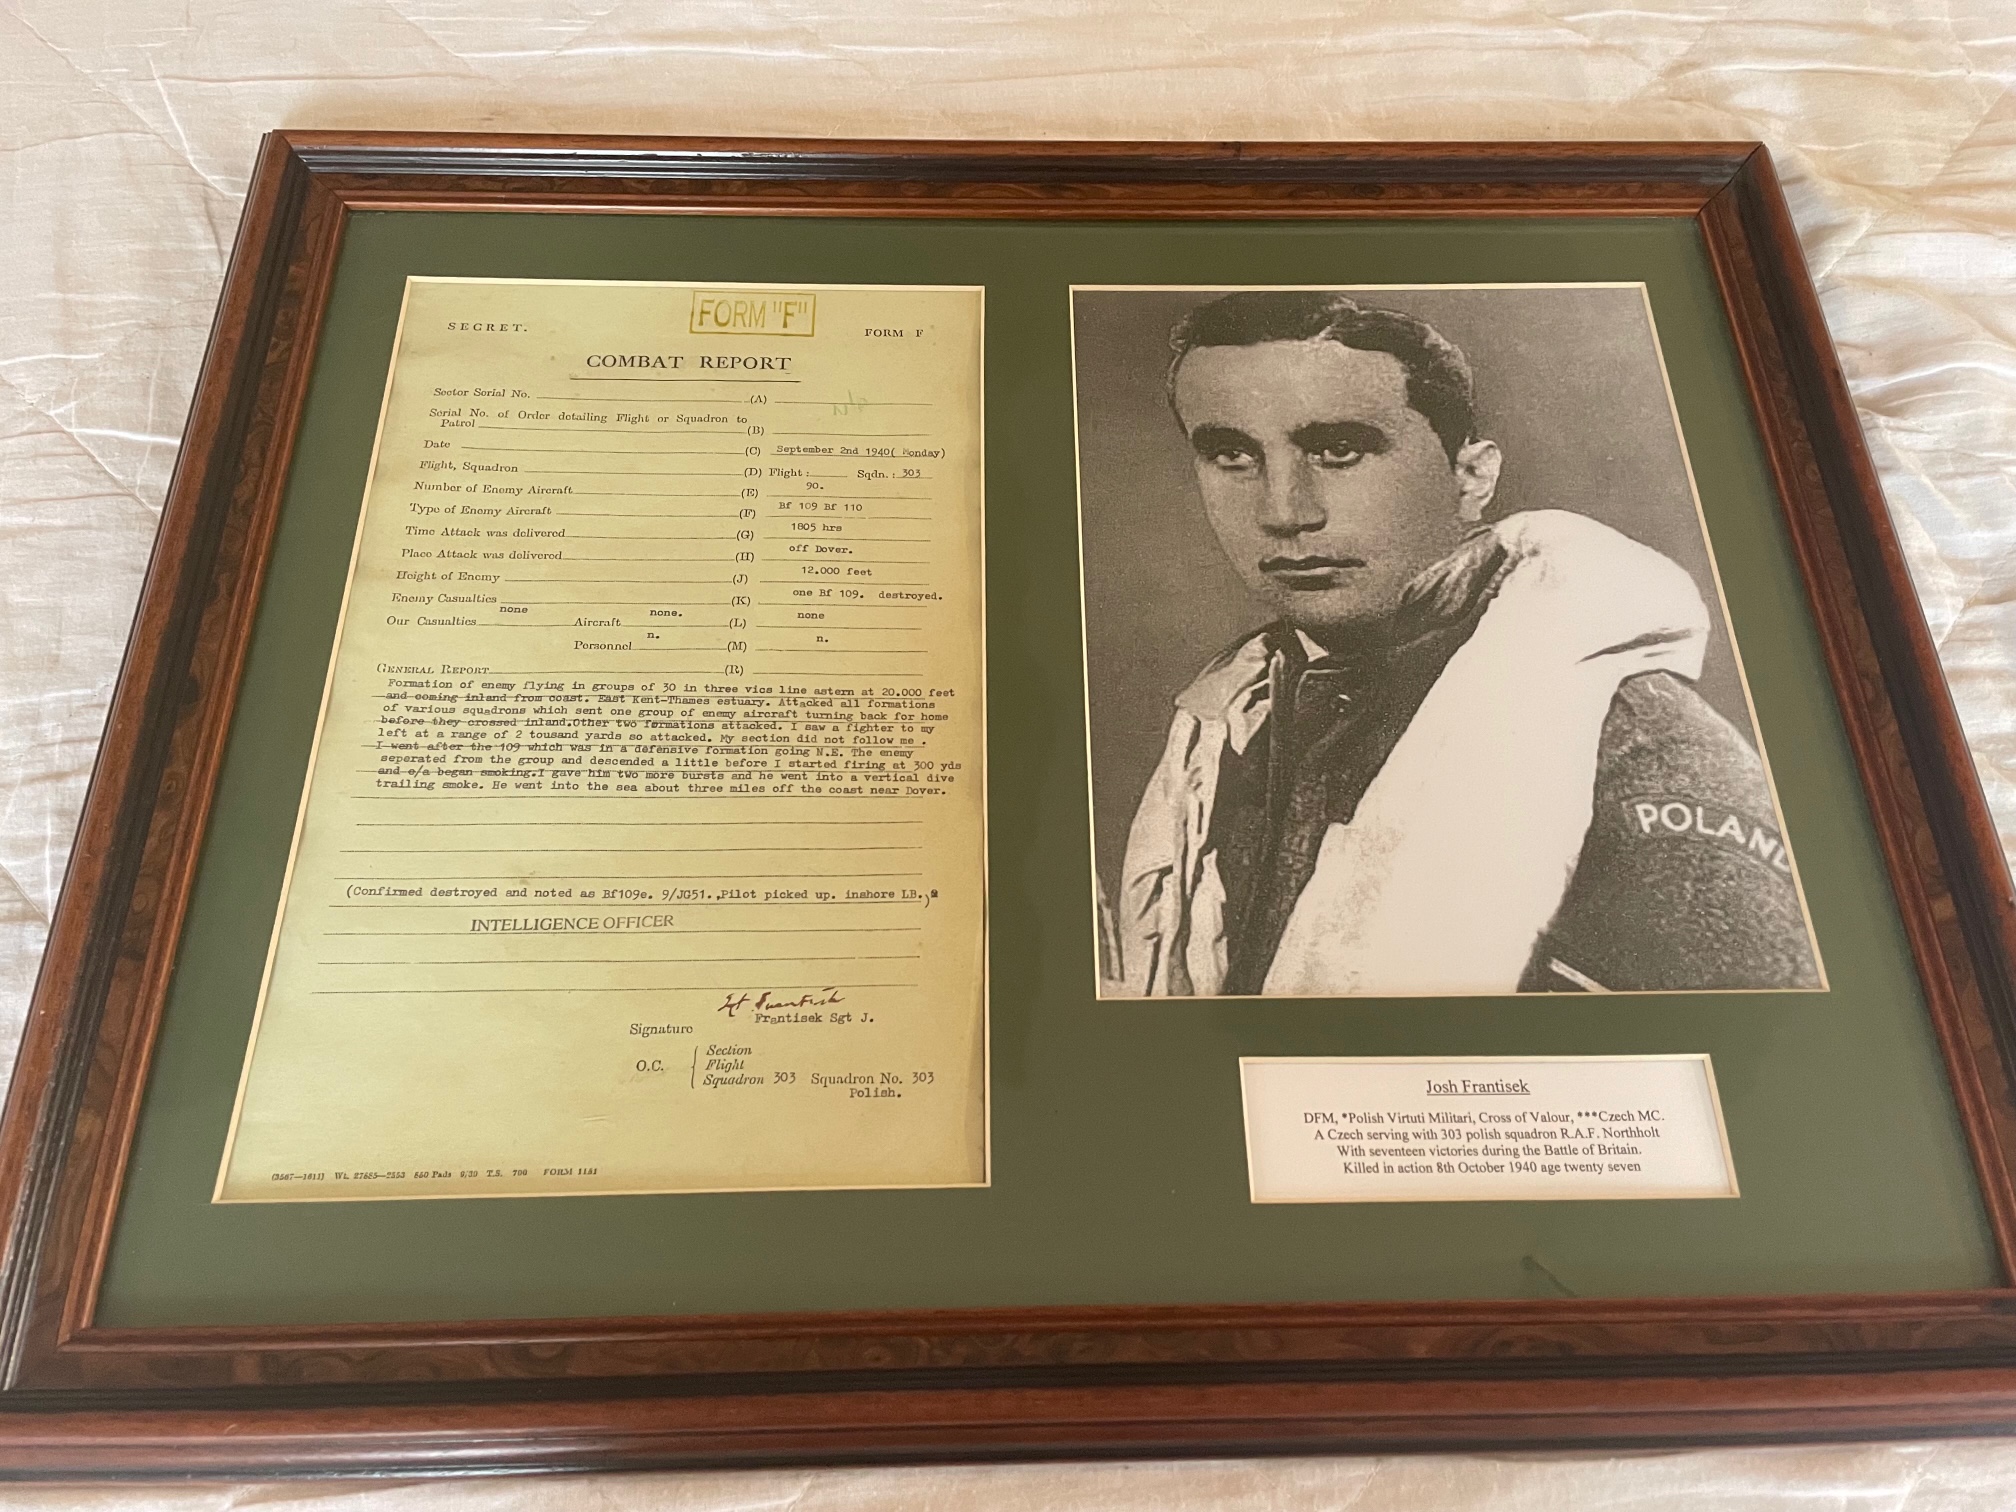 FORM "F"
SECRET.
FORM F
COMBAT REPORT
Sector Serial No. (A)
Serial No. of Order detailing Flight or Squadron to
Patrol (B)
Date (C) September 2nd 1940( Monday)
Flight, Squadron (D) Flight : Sqdn. : 303
Number of Enemy Aircraft (E) 90.
Type of Enemy Aircraft (F) Bf 109 Bf 110
Time Attack was delivered (G) 1805 hrs
Place Attack was delivered (H) off Dover.
Height of Enemy (J) 12.000 feet
Enemy Casualties (K) one Bf 109. destroyed.
none none. none
Our Casualties Aircraft (L)
n. n.
Personnel (M)
GENERAL REPORT (R)
Formation of enemy flying in groups of 30 in three vics line astern at 20.000 feet
and coming inland from coast. East Kent-Thames estuary. Attacked all formations
of various squadrons which sent one group of enemy aircraft turning back for home
before they crossed inland.Other two formations attacked. I saw a fighter to my
left at a range of 2 tousand yards so attacked. My section did not follow me .
I went after the 109 which was in a defensive formation going N.E. The enemy
seperated from the group and descended a little before I started firing at 300 yds
and e/a began smoking.I gave him two more bursts and he went into a vertical dive
trailing smoke. He went into the sea about three miles off the coast near Dover.
(Confirmed destroyed and noted as Bf109e. 9/JG51.,Pilot picked up. inshore LB.)
INTELLIGENCE OFFICER
Sgt Frantisek
Frantisek Sgt J.
Signature
O.C.
Section
Flight
Squadron 303 Squadron No. 303
Polish.
(3567—1611) Wt. 27885—2553 850 Pads 9/39 T.S. 700 FORM 1151
POLAND
Josh Frantisek
DFM, *Polish Virtuti Militari, Cross of Valour, ***Czech MC.
A Czech serving with 303 polish squadron R.A.F. Northholt
With seventeen victories during the Battle of Britain.
Killed in action 8th October 1940 age twenty seven